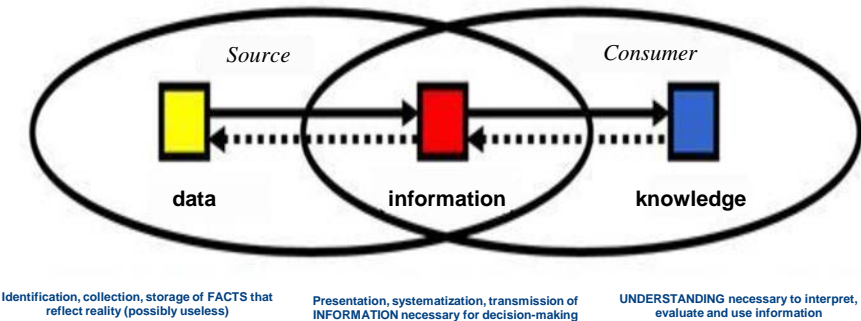 Source
Consumer
data
information
knowledge
Identification, collection, storage of FACTS that
reflect reality (possibly useless)
Presentation, systematization, transmission of
INFORMATION necessary for decision-making
UNDERSTANDING necessary to interpret,
evaluate and use information